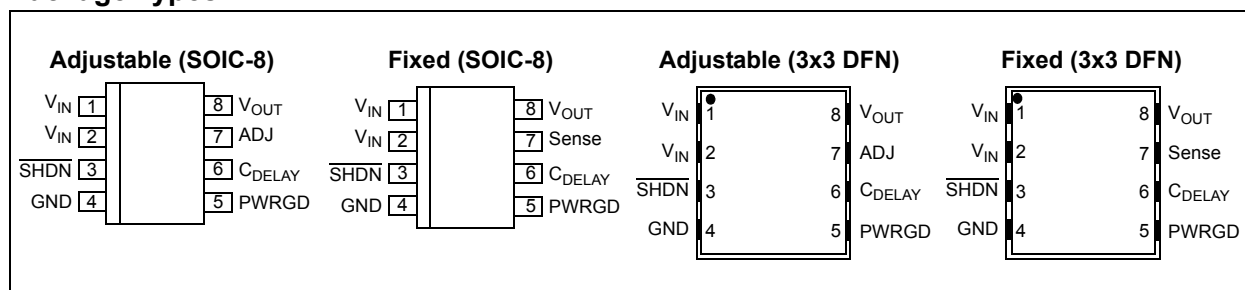 Package Types
Adjustable (SOIC-8)
VIN 1
VIN 2
SHDN 3
GND 4
8 VOUT
7 ADJ
6 CDELAY
5 PWRGD
Fixed (SOIC-8)
VIN 1
VIN 2
SHDN 3
GND 4
8 VOUT
7 Sense
6 CDELAY
5 PWRGD
Adjustable (3x3 DFN)
VIN 1
VIN 2
SHDN 3
GND 4
8 VOUT
7 ADJ
6 CDELAY
5 PWRGD
Fixed (3x3 DFN)
VIN 1
VIN 2
SHDN 3
GND 4
8 VOUT
7 Sense
6 CDELAY
5 PWRGD